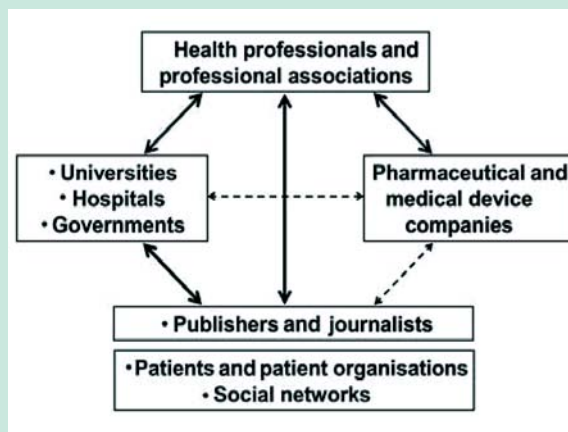 Health professionals and
professional associations
• Universities
• Hospitals
• Governments
Pharmaceutical and
medical device
companies
• Publishers and journalists
• Patients and patient organisations
• Social networks